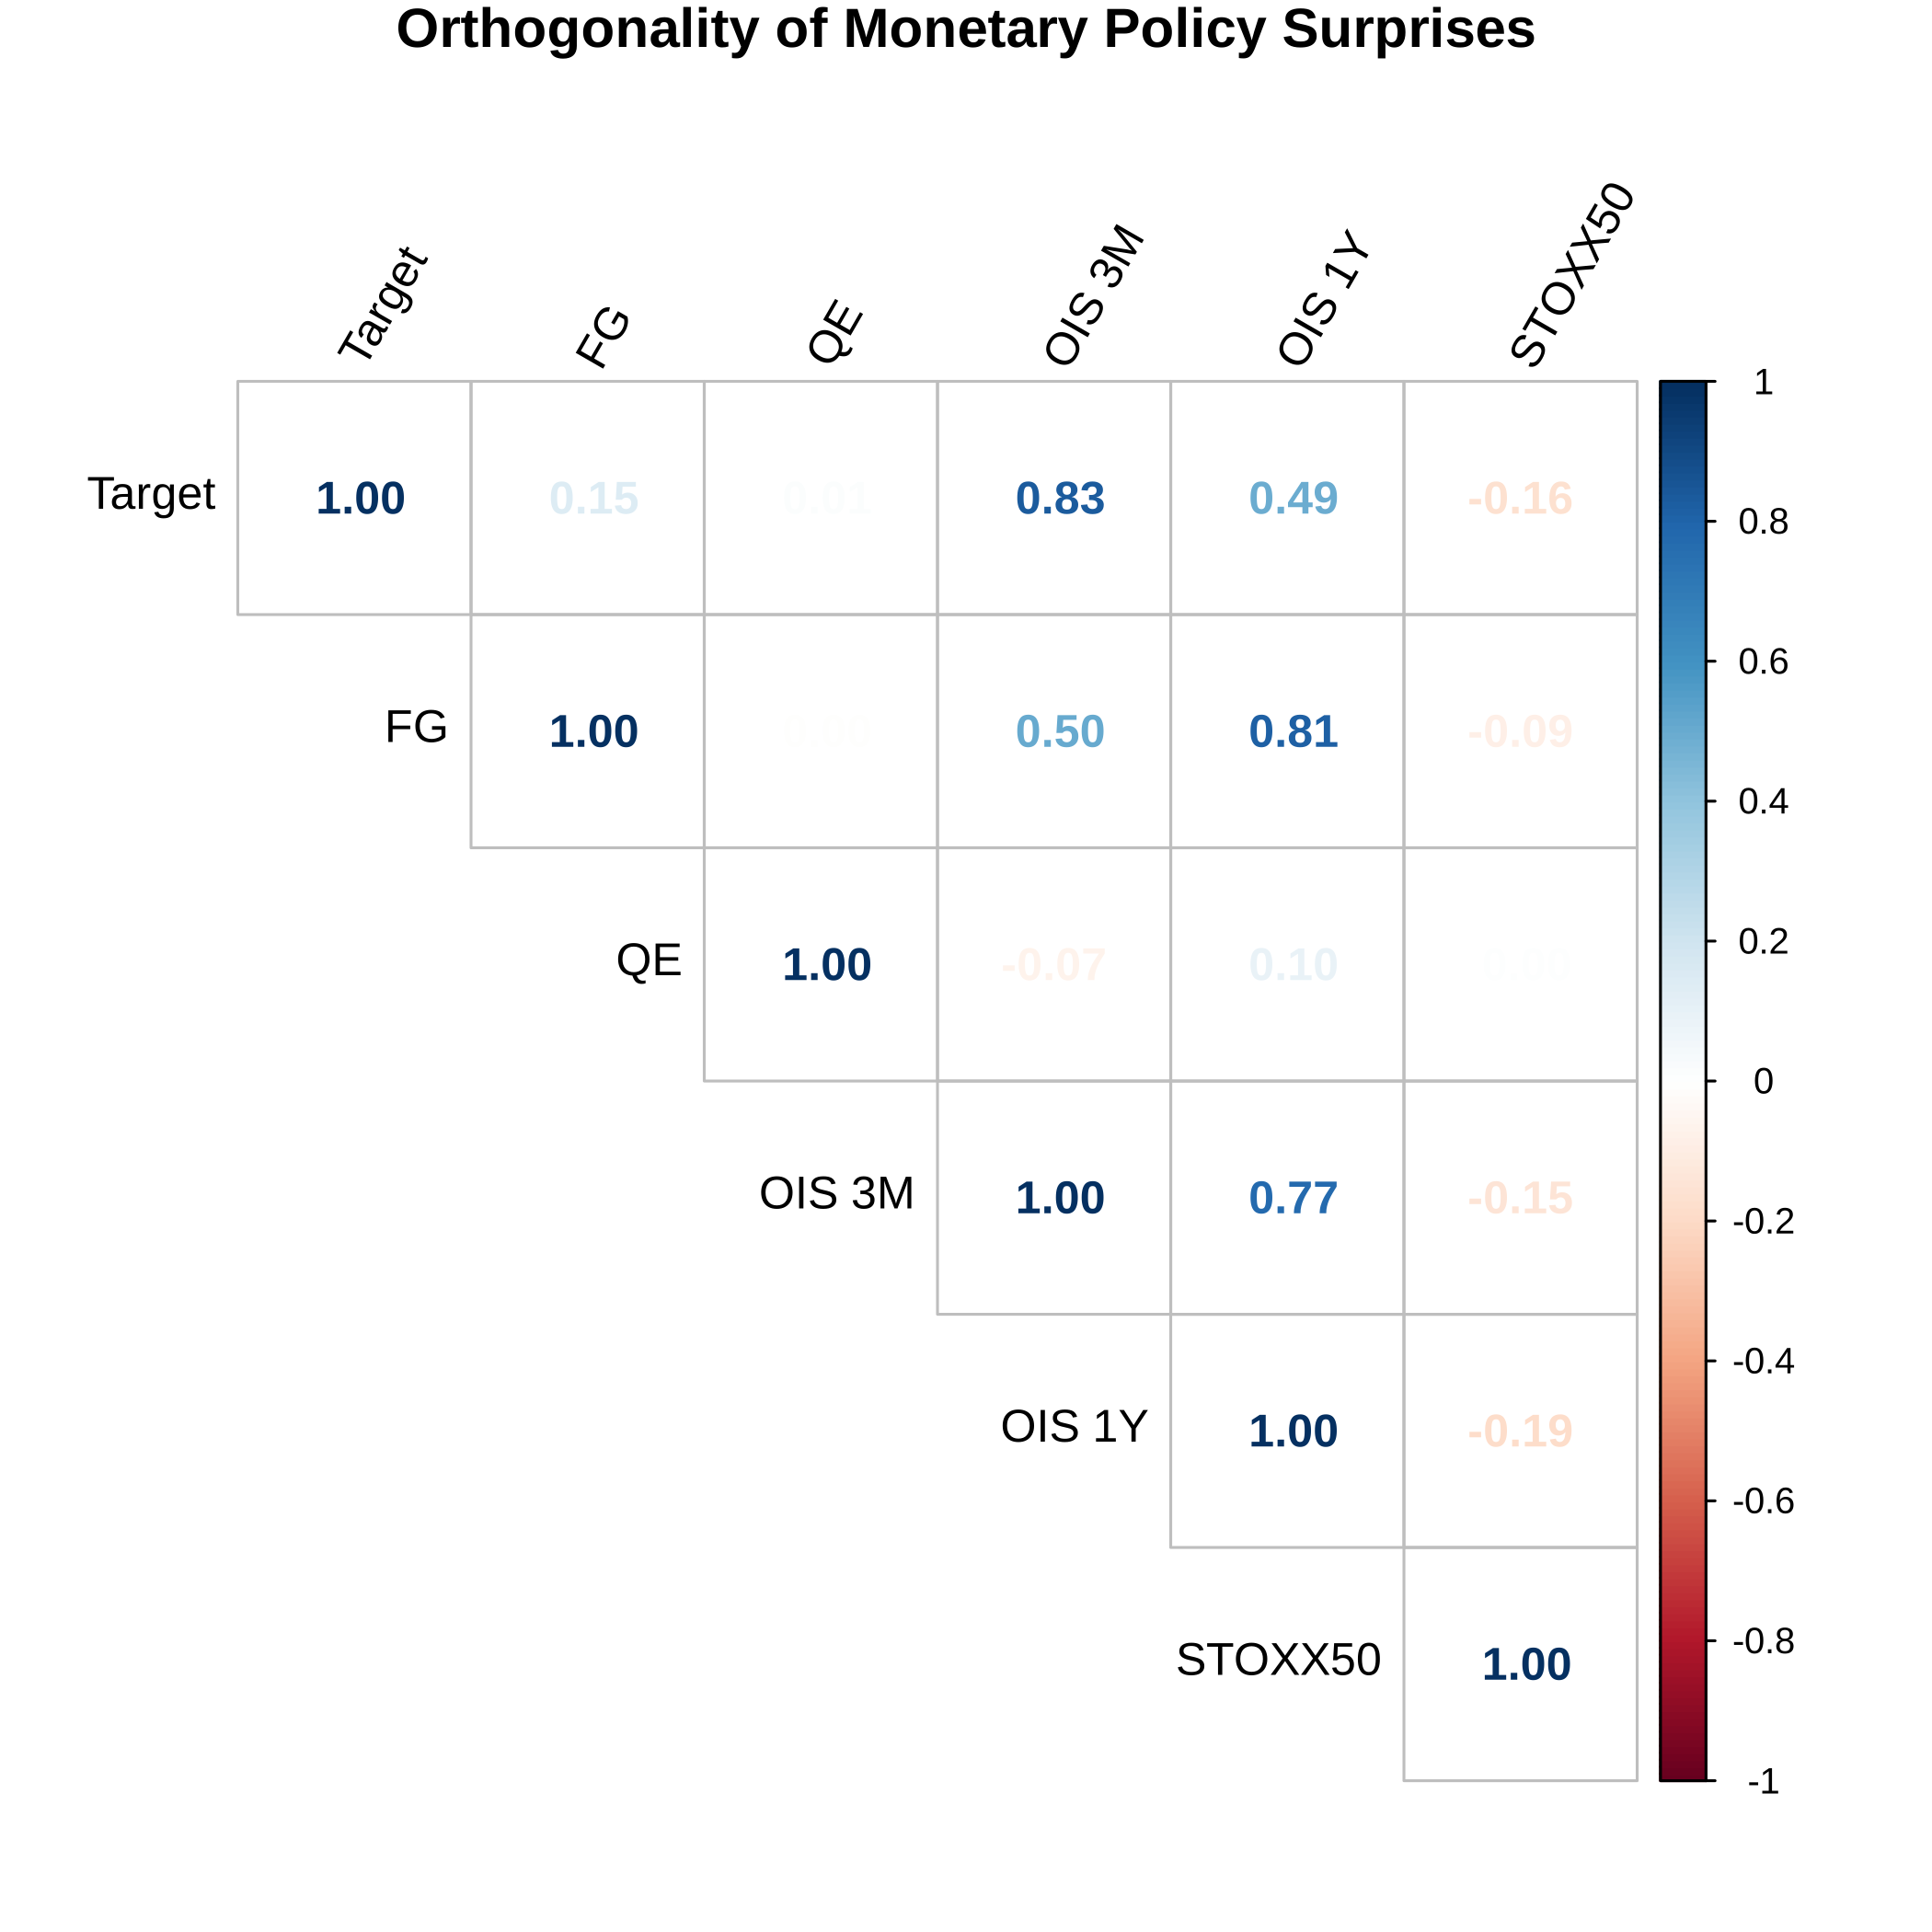 Orthogonality of Monetary Policy Surprises
Target FG QE OIS 3M OIS 1Y STOXX50
Target 1.00 0.15 0.01 0.83 0.49 -0.16
FG 1.00 0.50 0.81 -0.09
QE 1.00 -0.07 0.10
OIS 3M 1.00 0.77 -0.15
OIS 1Y 1.00 -0.19
STOXX50 1.00
1
0.8
0.6
0.4
0.2
0
-0.2
-0.4
-0.6
-0.8
-1